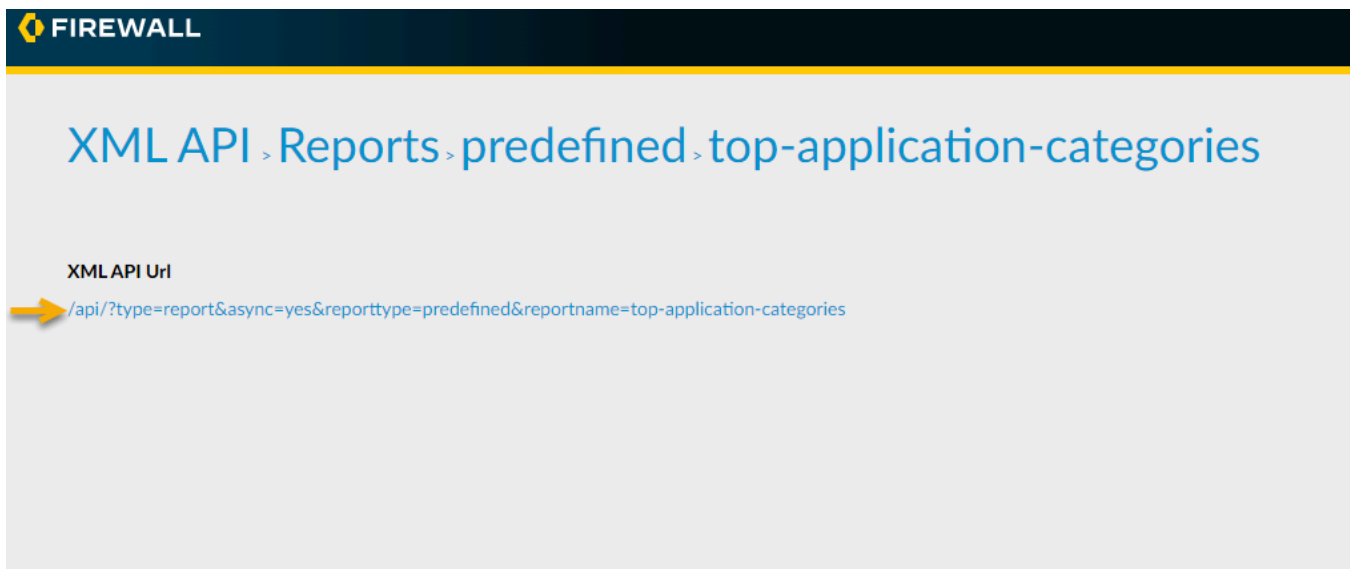 FIREWALL
XML API > Reports > predefined > top-application-categories
XML API Url
/api/?type=report&async=yes&reporttype=predefined&reportname=top-application-categories